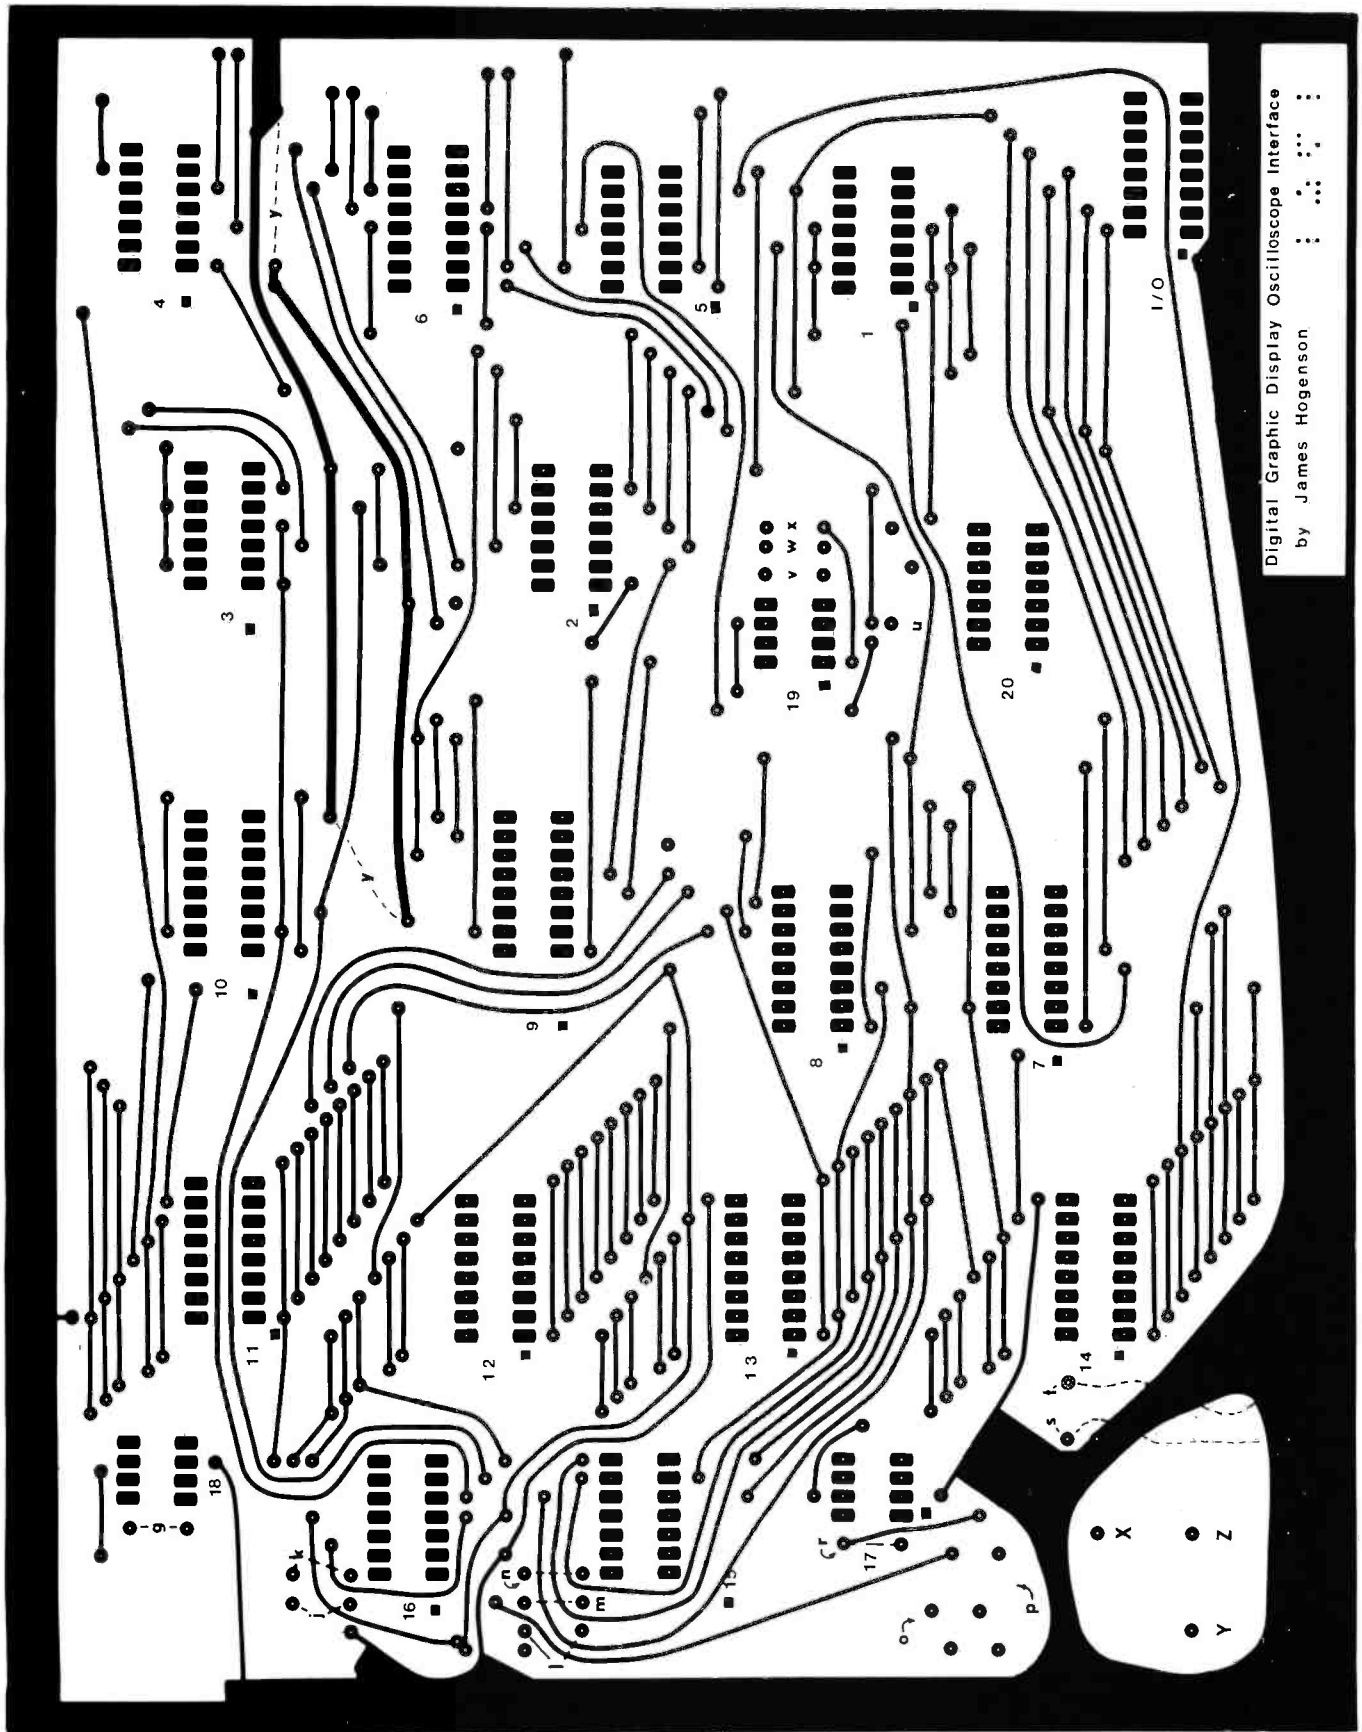 Digital Graphic Display Oscilloscope Interface
by James Hogenson
4
y
6
5
1
I/O
3
2
x
w
v
u
19
20
y
10
9
8
7
11
12
13
14
t
s
18
g
k
j
16
n
m
l
15
r
17
o
p
X
Z
Y